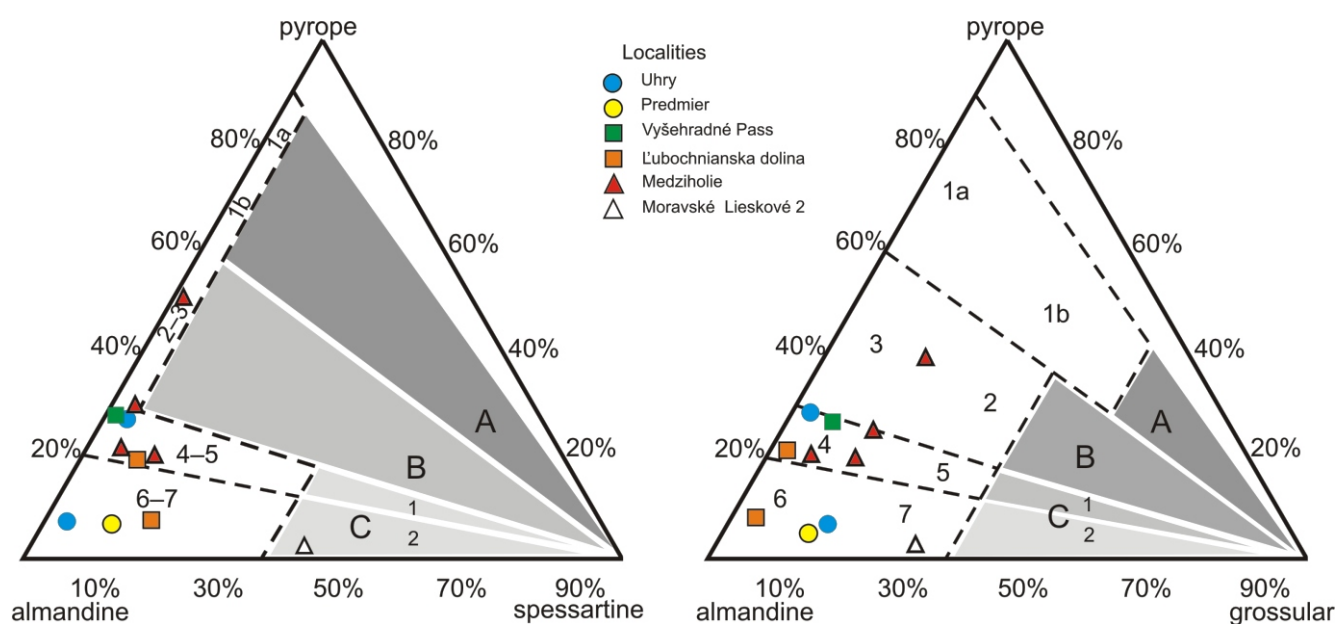 pyrope
pyrope
Localities
Uhry
Predmier
Vyšehradné Pass
Ľubochnianska dolina
Medziholie
Moravské Lieskové 2
80%
1a
80%
1b
60%
60%
2–3
40%
40%
A
20%
4–5
20%
B
6–7
1
C
2
10%
30%
50%
70%
90%
almandine
spessartine
80%
80%
1a
60%
60%
1b
40%
3
40%
2
A
20%
4
20%
5
B
6
7
1
C
2
10%
30%
50%
70%
90%
almandine
grossular